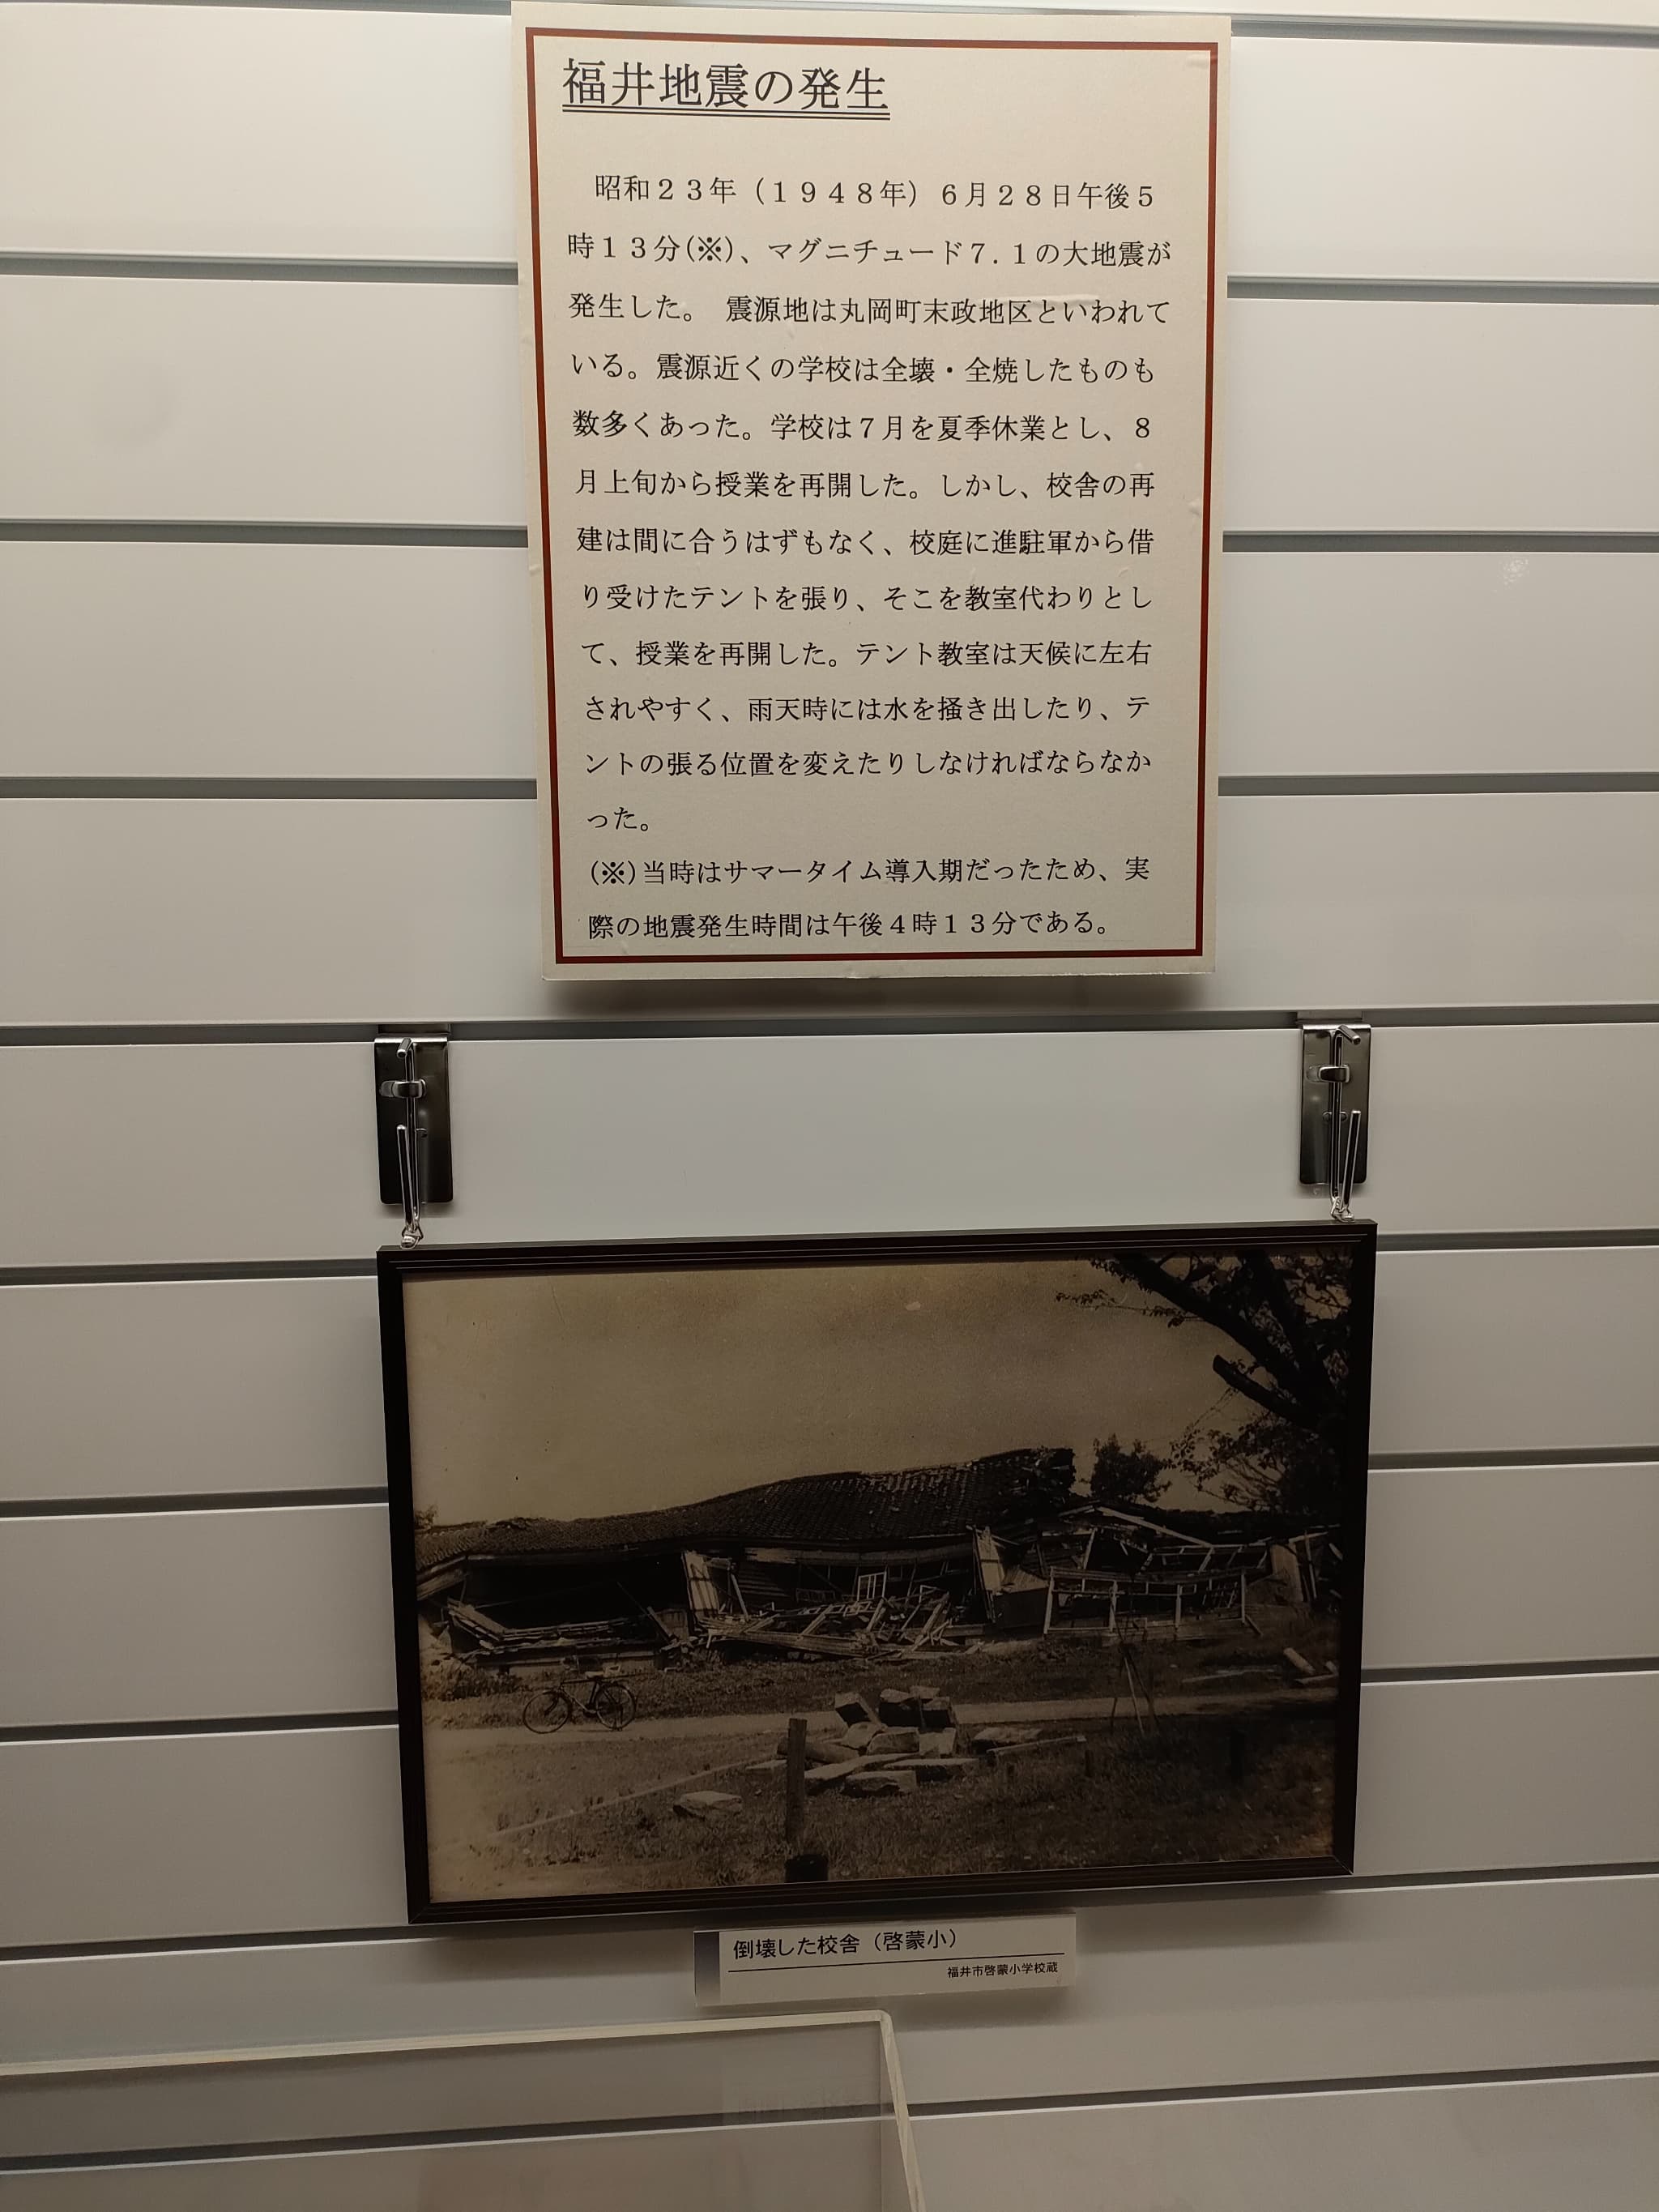 福井地震の発生
昭和２３年（１９４８年）６月２８日午後５
時１３分(※)、マグニチュード７.１の大地震が
発生した。 震源地は丸岡町末政地区といわれて
いる。震源近くの学校は全壊・全焼したものも
数多くあった。学校は７月を夏季休業とし、８
月上旬から授業を再開した。しかし、校舎の再
建は間に合うはずもなく、校庭に進駐軍から借
り受けたテントを張り、そこを教室代わりとし
て、授業を再開した。テント教室は天候に左右
されやすく、雨天時には水を掻き出したり、テ
ントの張る位置を変えたりしなければならなか
った。
(※)当時はサマータイム導入期だったため、実
際の地震発生時間は午後４時１３分である。
倒壊した校舎（啓蒙小）
福井市啓蒙小学校蔵